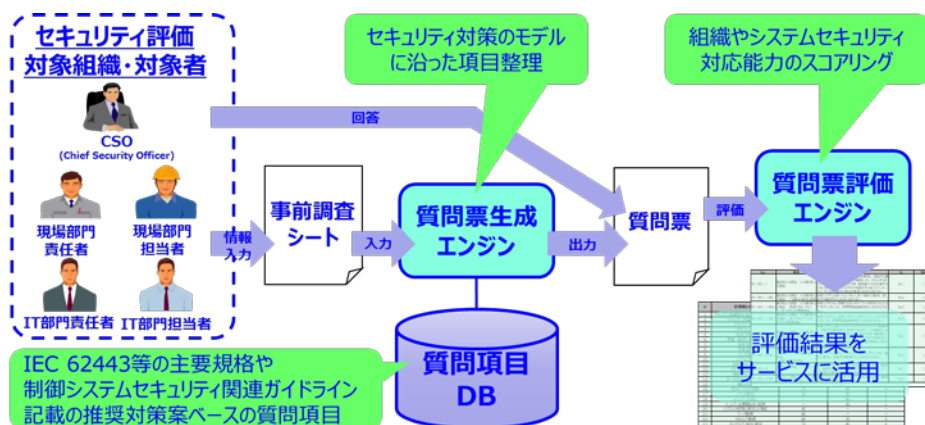 セキュリティ評価
対象組織・対象者
CSO
(Chief Security Officer)
現場部門
責任者
現場部門
担当者
IT部門責任者
IT部門担当者
セキュリティ対策のモデル
に沿った項目整理
組織やシステムセキュリティ
対応能力のスコアリング
回答
情報
入力
事前調査
シート
入力
質問票生成
エンジン
出力
質問票
評価
質問票評価
エンジン
質問項目
DB
IEC 62443等の主要規格や
制御システムセキュリティ関連ガイドライン
記載の推奨対策案ベースの質問項目
評価結果を
サービスに活用